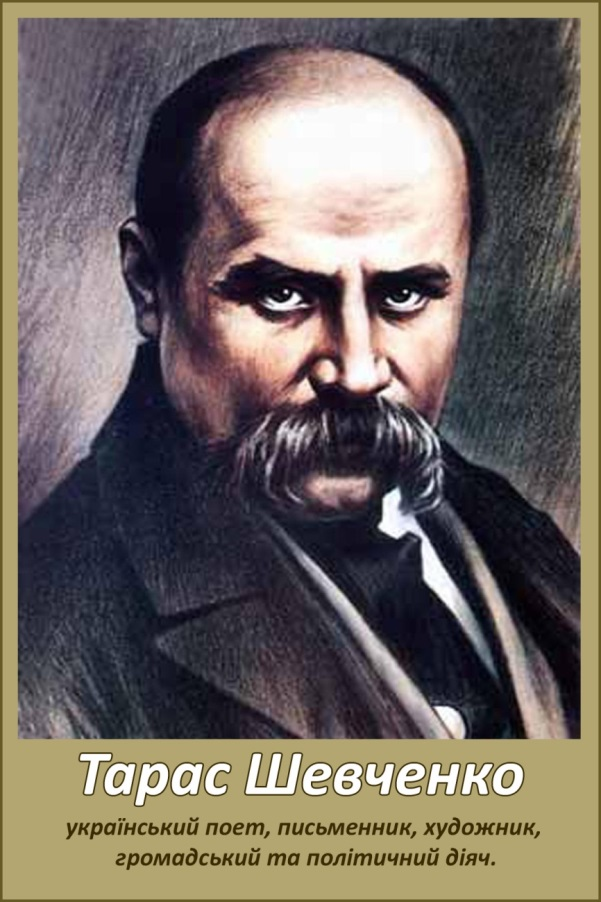 Тарас Шевченко
український поет, письменник, художник,
громадський та політичний діяч.